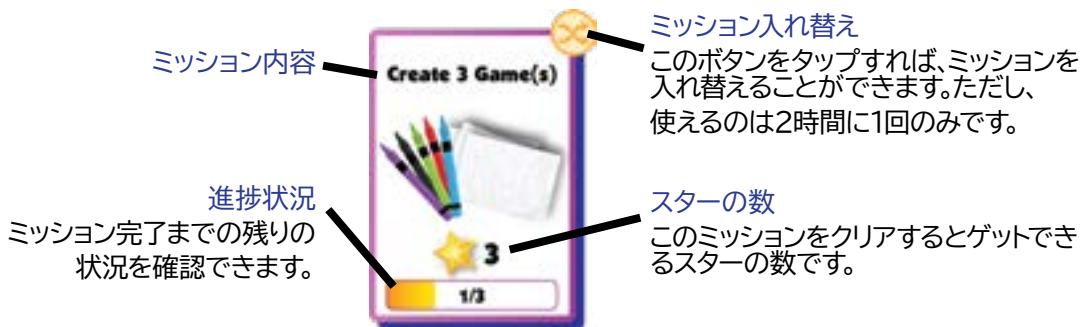 ミッション内容
Create 3 Game(s)
3
1/3
ミッション入れ替え
このボタンをタップすれば、ミッションを
入れ替えることができます。ただし、
使えるのは2時間に1回のみです。
進捗状況
ミッション完了までの残りの
状況を確認できます。
スターの数
このミッションをクリアするとゲットでき
るスターの数です。